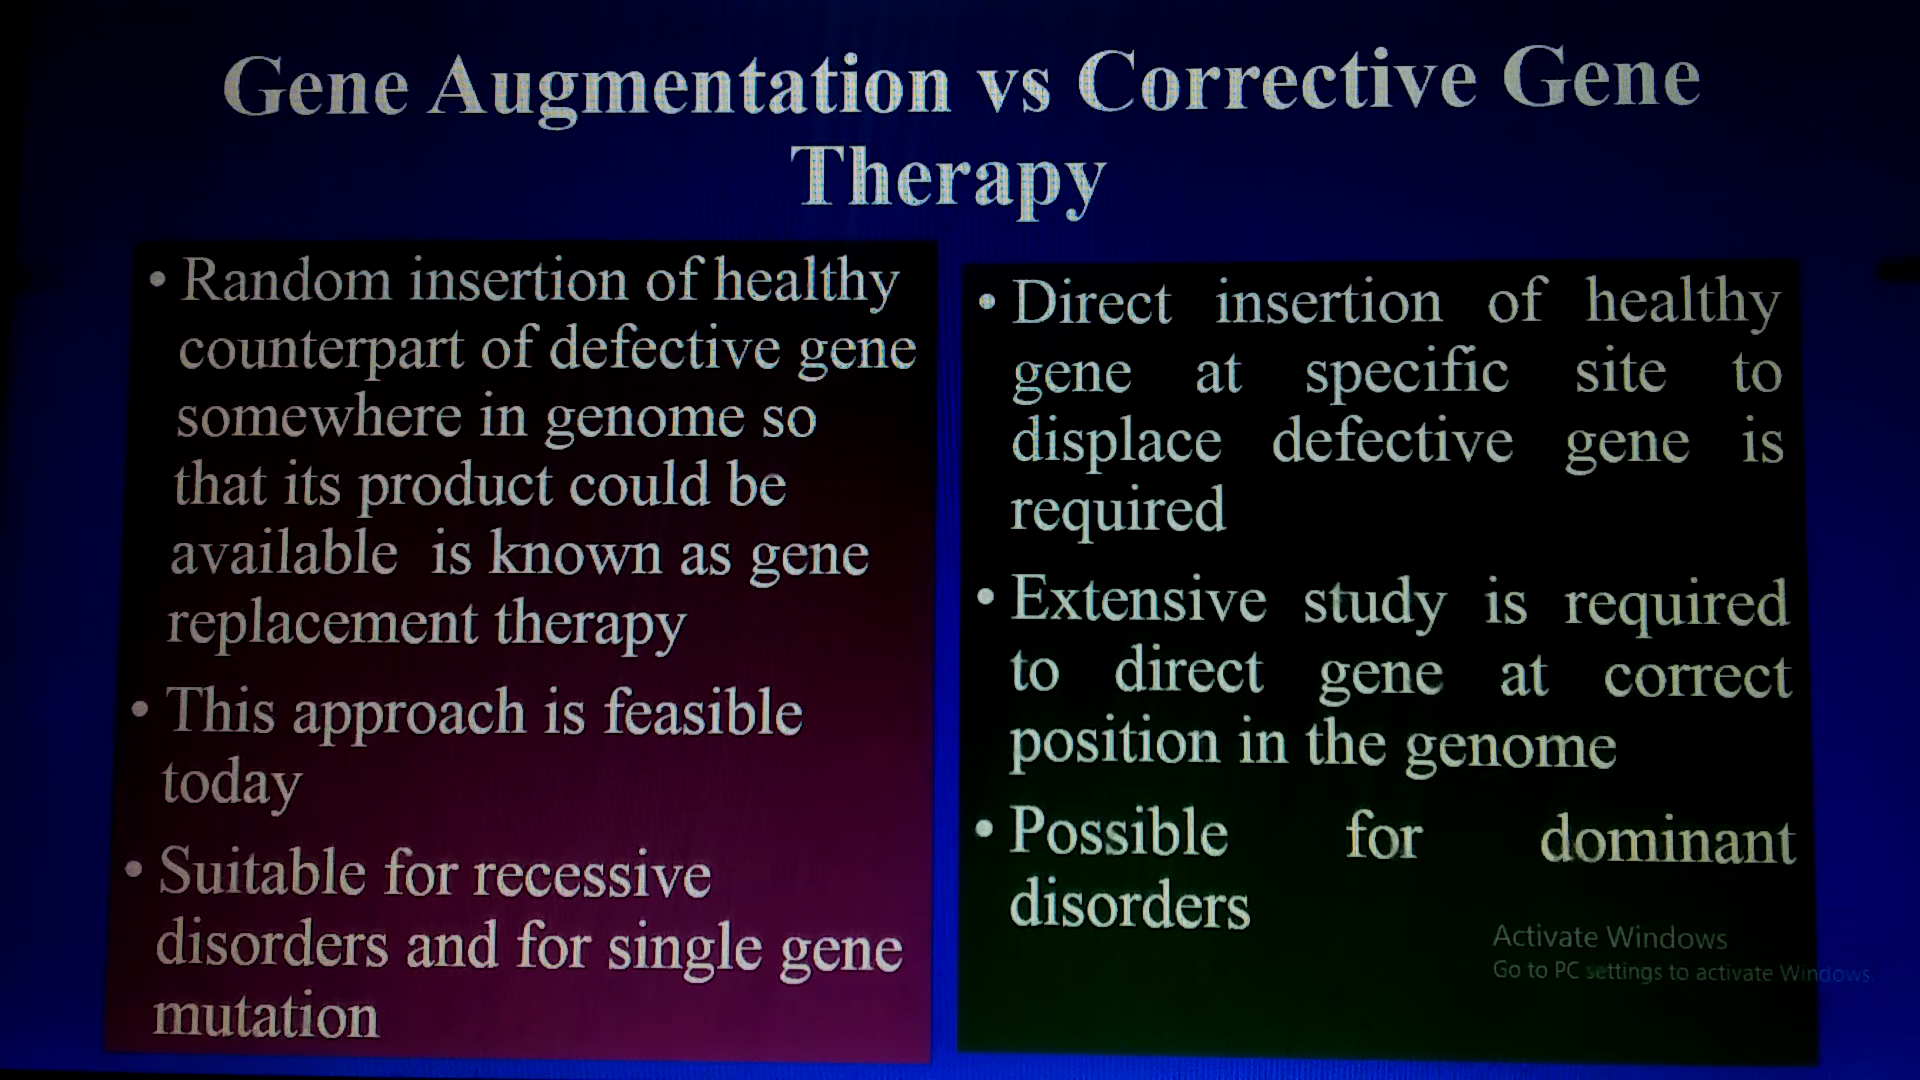 Gene Augmentation vs Corrective Gene
Therapy
• Random insertion of healthy
counterpart of defective gene
somewhere in genome so
that its product could be
available is known as gene
replacement therapy
• This approach is feasible
today
• Suitable for recessive
disorders and for single gene
mutation
• Direct insertion of healthy
gene at specific site to
displace defective gene is
required
• Extensive study is required
to direct gene at correct
position in the genome
• Possible for dominant
disorders
Activate Windows
Go to PC settings to activate Windows.